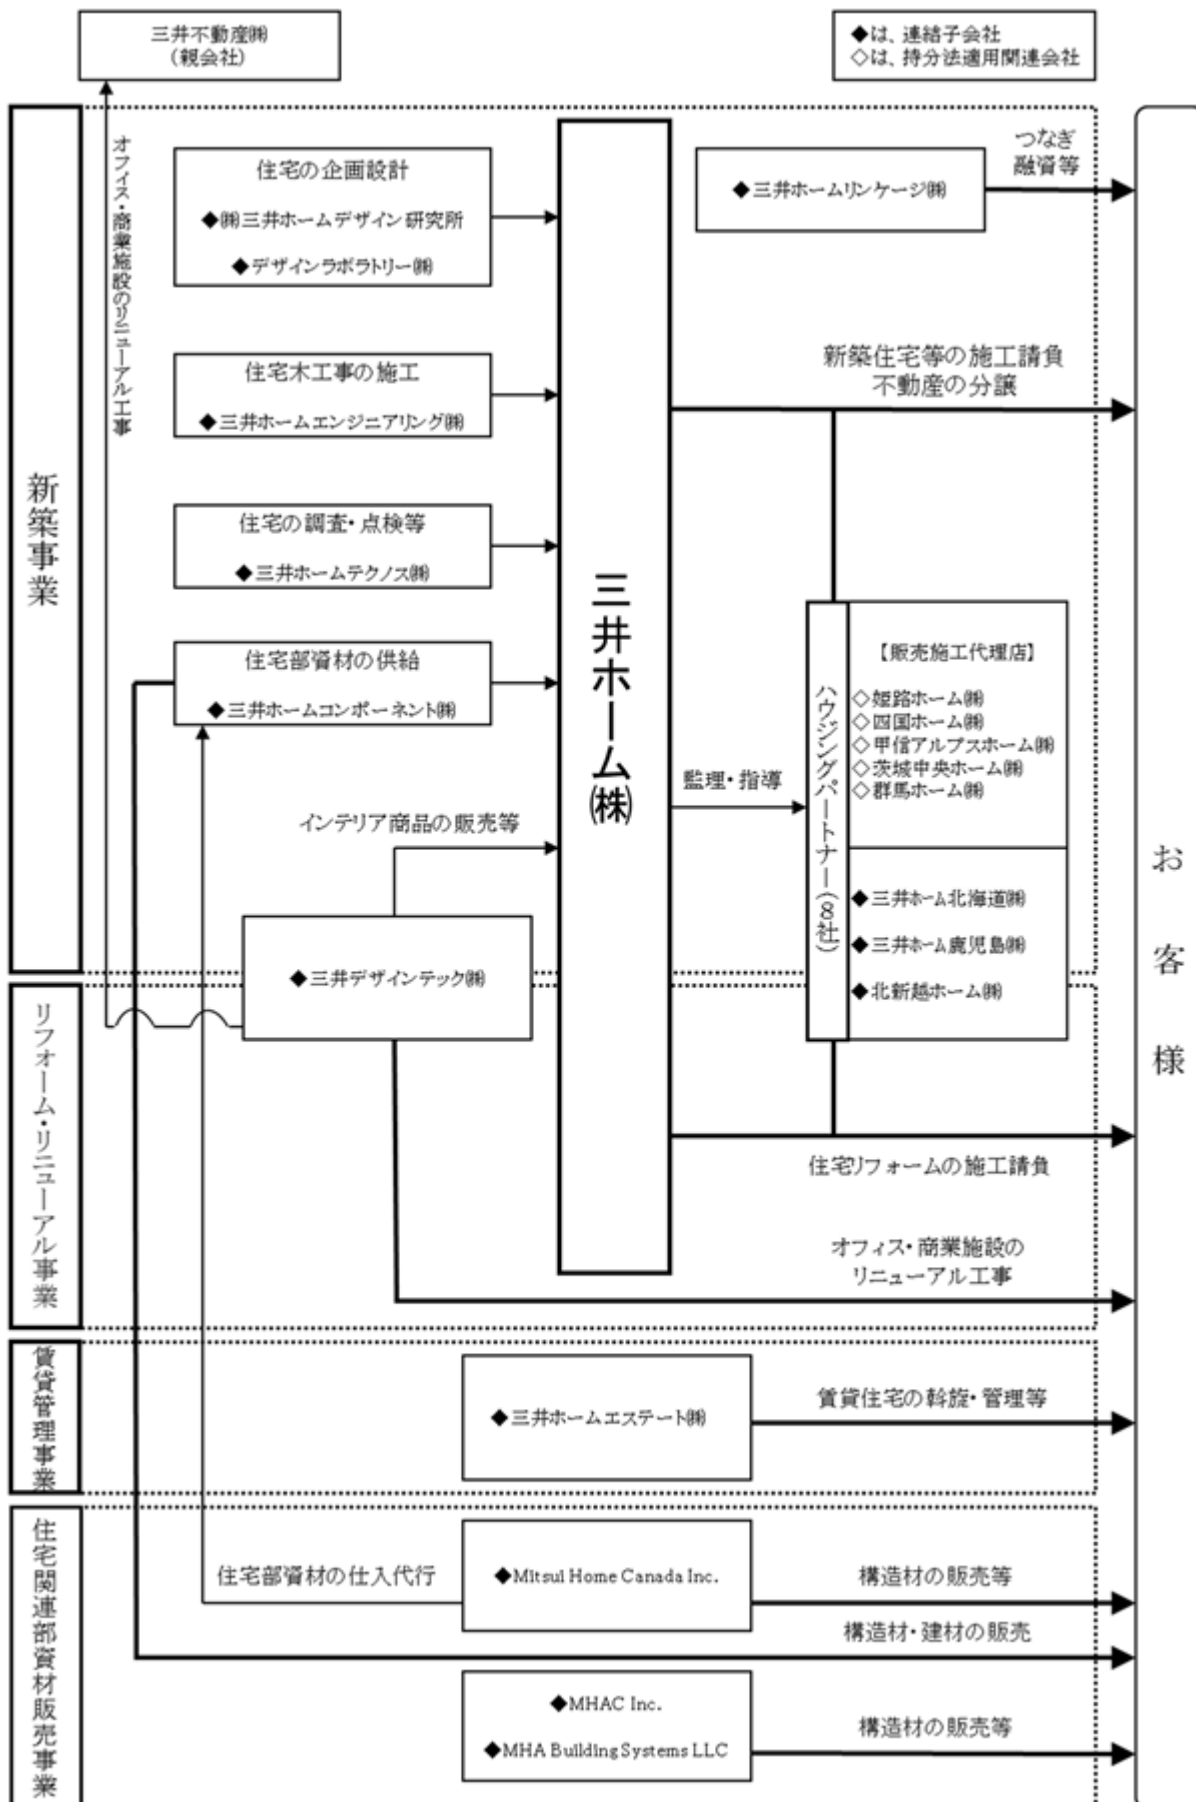 三井不動産㈱
(親会社)
◆は、連結子会社
◇は、持分法適用関連会社
新築事業
オフィス・商業施設のリニューアル工事
住宅の企画設計
◆㈱三井ホームデザイン研究所
◆デザインラボラトリー㈱
住宅木工事の施工
◆三井ホームエンジニアリング㈱
住宅の調査・点検等
◆三井ホームテクノス㈱
住宅部資材の供給
◆三井ホームコンポーネント㈱
インテリア商品の販売等
◆三井デザインテック㈱
三井ホーム㈱
◆三井ホームリンケージ㈱
つなぎ
融資等
新築住宅等の施工請負
不動産の分譲
監理・指導
ハウジングパートナー(8社)
【販売施工代理店】
◇姫路ホーム㈱
◇四国ホーム㈱
◇甲信アルプスホーム㈱
◇茨城中央ホーム㈱
◇群馬ホーム㈱
◆三井ホーム北海道㈱
◆三井ホーム鹿児島㈱
◆北新越ホーム㈱
お客様
リフォーム・リニューアル事業
住宅リフォームの施工請負
オフィス・商業施設の
リニューアル工事
賃貸管理事業
◆三井ホームエステート㈱
賃貸住宅の斡旋・管理等
住宅関連部資材販売事業
住宅部資材の仕入代行
◆Mitsui Home Canada Inc.
構造材の販売等
構造材・建材の販売
◆MHAC Inc.
◆MHA Building Systems LLC
構造材の販売等